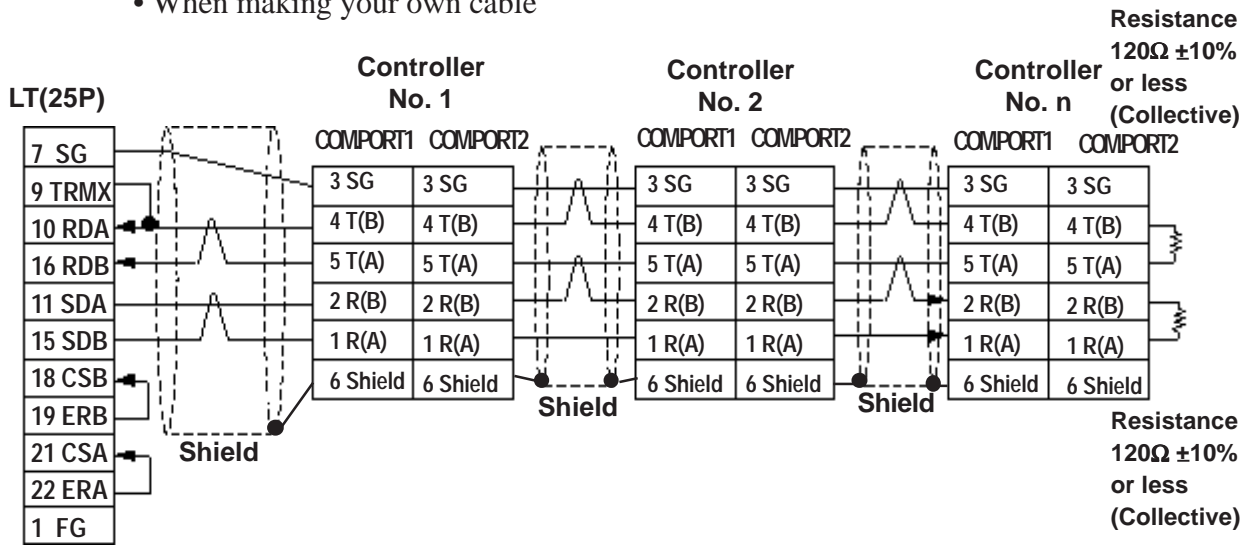 • When making your own cable
Resistance
120Ω ±10%
or less
(Collective)
LT(25P)
Controller
No. 1
Controller
No. 2
Controller
No. n
COMPORT1 COMPORT2
COMPORT1 COMPORT2
COMPORT1 COMPORT2
7 SG
9 TRMX
10 RDA
16 RDB
11 SDA
15 SDB
18 CSB
19 ERB
21 CSA
22 ERA
1 FG
Shield
3 SG 3 SG
4 T(B) 4 T(B)
5 T(A) 5 T(A)
2 R(B) 2 R(B)
1 R(A) 1 R(A)
6 Shield 6 Shield
Shield
3 SG 3 SG
4 T(B) 4 T(B)
5 T(A) 5 T(A)
2 R(B) 2 R(B)
1 R(A) 1 R(A)
6 Shield 6 Shield
Shield
3 SG 3 SG
4 T(B) 4 T(B)
5 T(A) 5 T(A)
2 R(B) 2 R(B)
1 R(A) 1 R(A)
6 Shield 6 Shield
Resistance
120Ω ±10%
or less
(Collective)